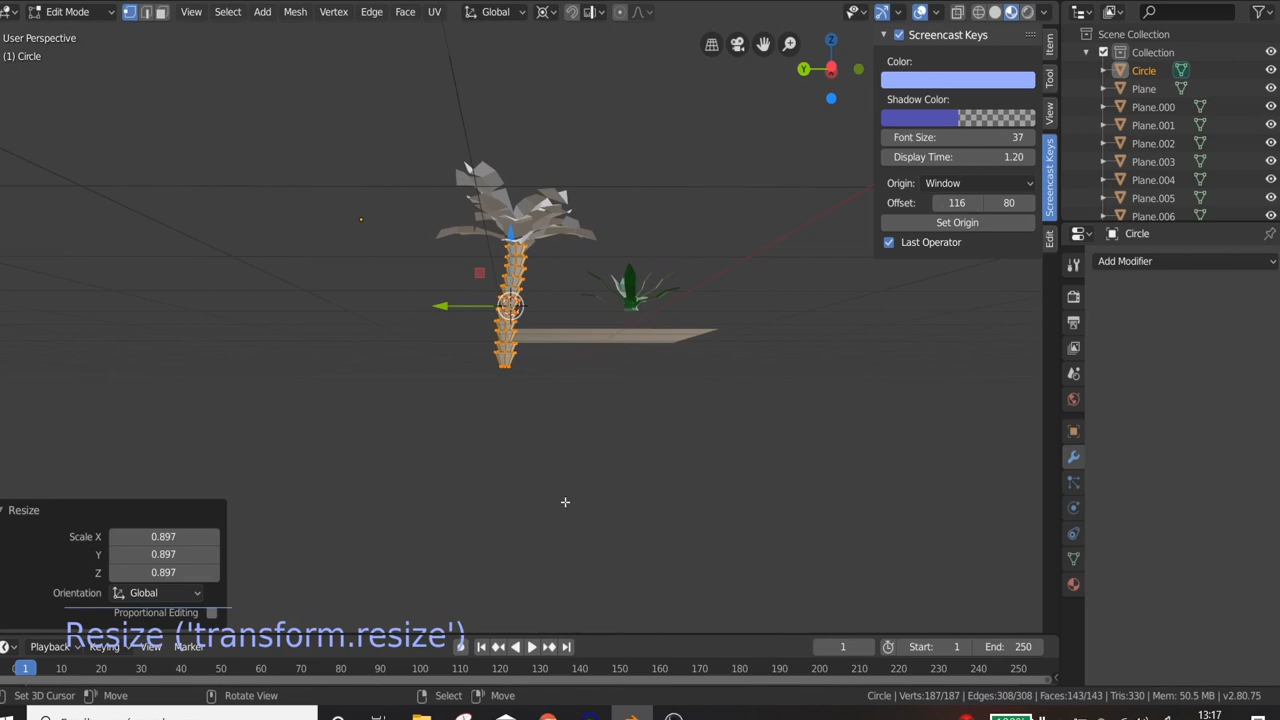 Edit Mode View Select Add Mesh Vertex Edge Face UV Global
User Perspective
(1) Circle
Z
Y
X
Screencast Keys
Color:
Shadow Color:
Font Size: 37
Display Time: 1.20
Origin: Window
Offset: 116 80
Set Origin
Last Operator
Item
Tool
View
Screencast Keys
Edit
Scene Collection
Collection
Circle
Plane
Plane.000
Plane.001
Plane.002
Plane.003
Plane.004
Plane.005
Plane.006
Circle
Add Modifier
Resize
Scale X 0.897
Y 0.897
Z 0.897
Orientation Global
Proportional Editing
Resize ('transform.resize')
Playback Keying View Marker 1 Start: 1 End: 250
1 10 20 30 40 50 60 70 80 90 100 110 120 130 140 150 160 170 180 190 200 210 220 230 240 250
Set 3D Cursor Move Rotate View Select Move Circle | Verts:187/187 | Edges:308/308 | Faces:143/143 | Tris:330 | Mem: 50.5 MB | v2.80.75
13:17